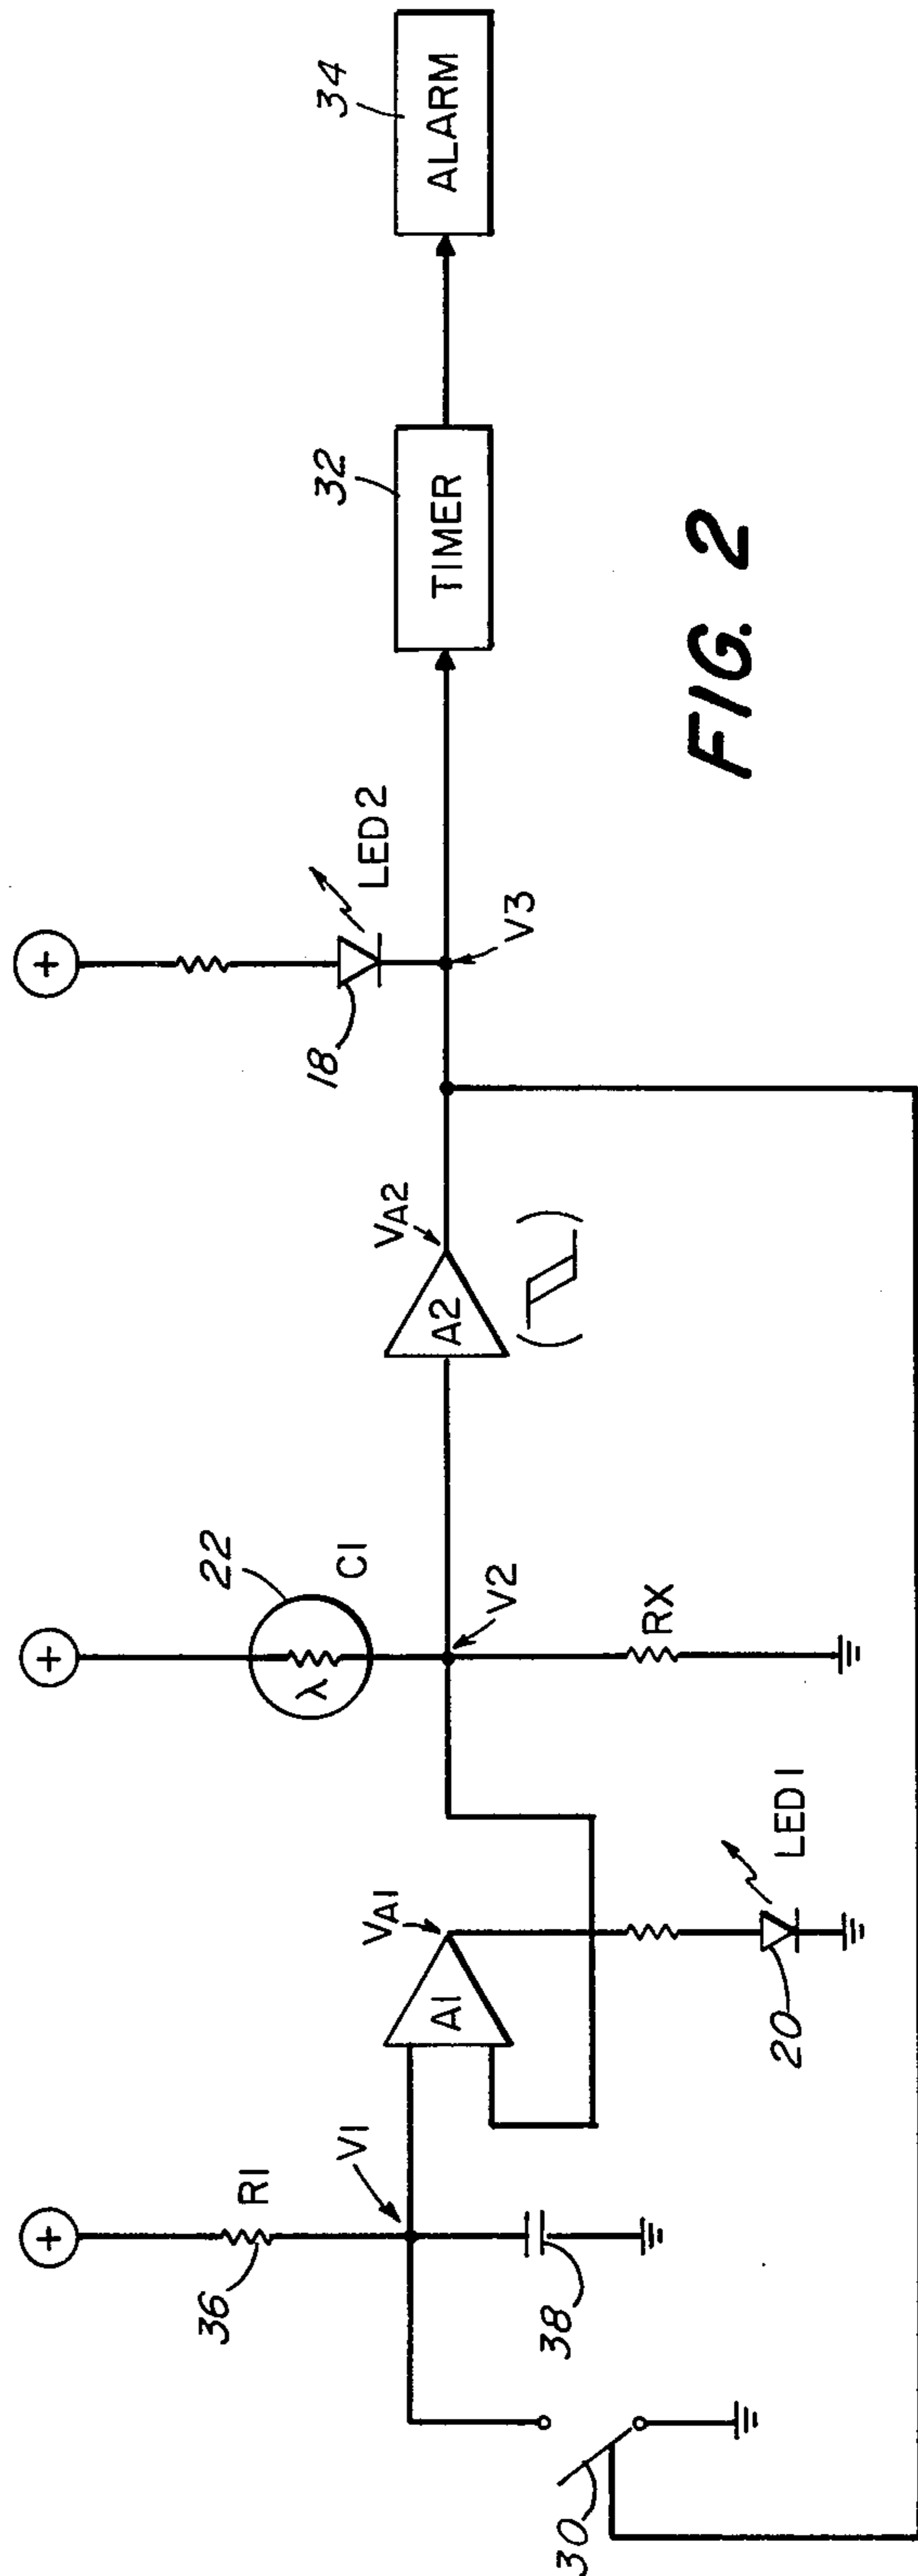 34
ALARM
32
TIMER
FIG. 2
+
LED2
18
V3
VA2
A2
+
22
C1
λ
V2
RX
VA1
A1
LED1
20
+
R1
36
V1
38
30